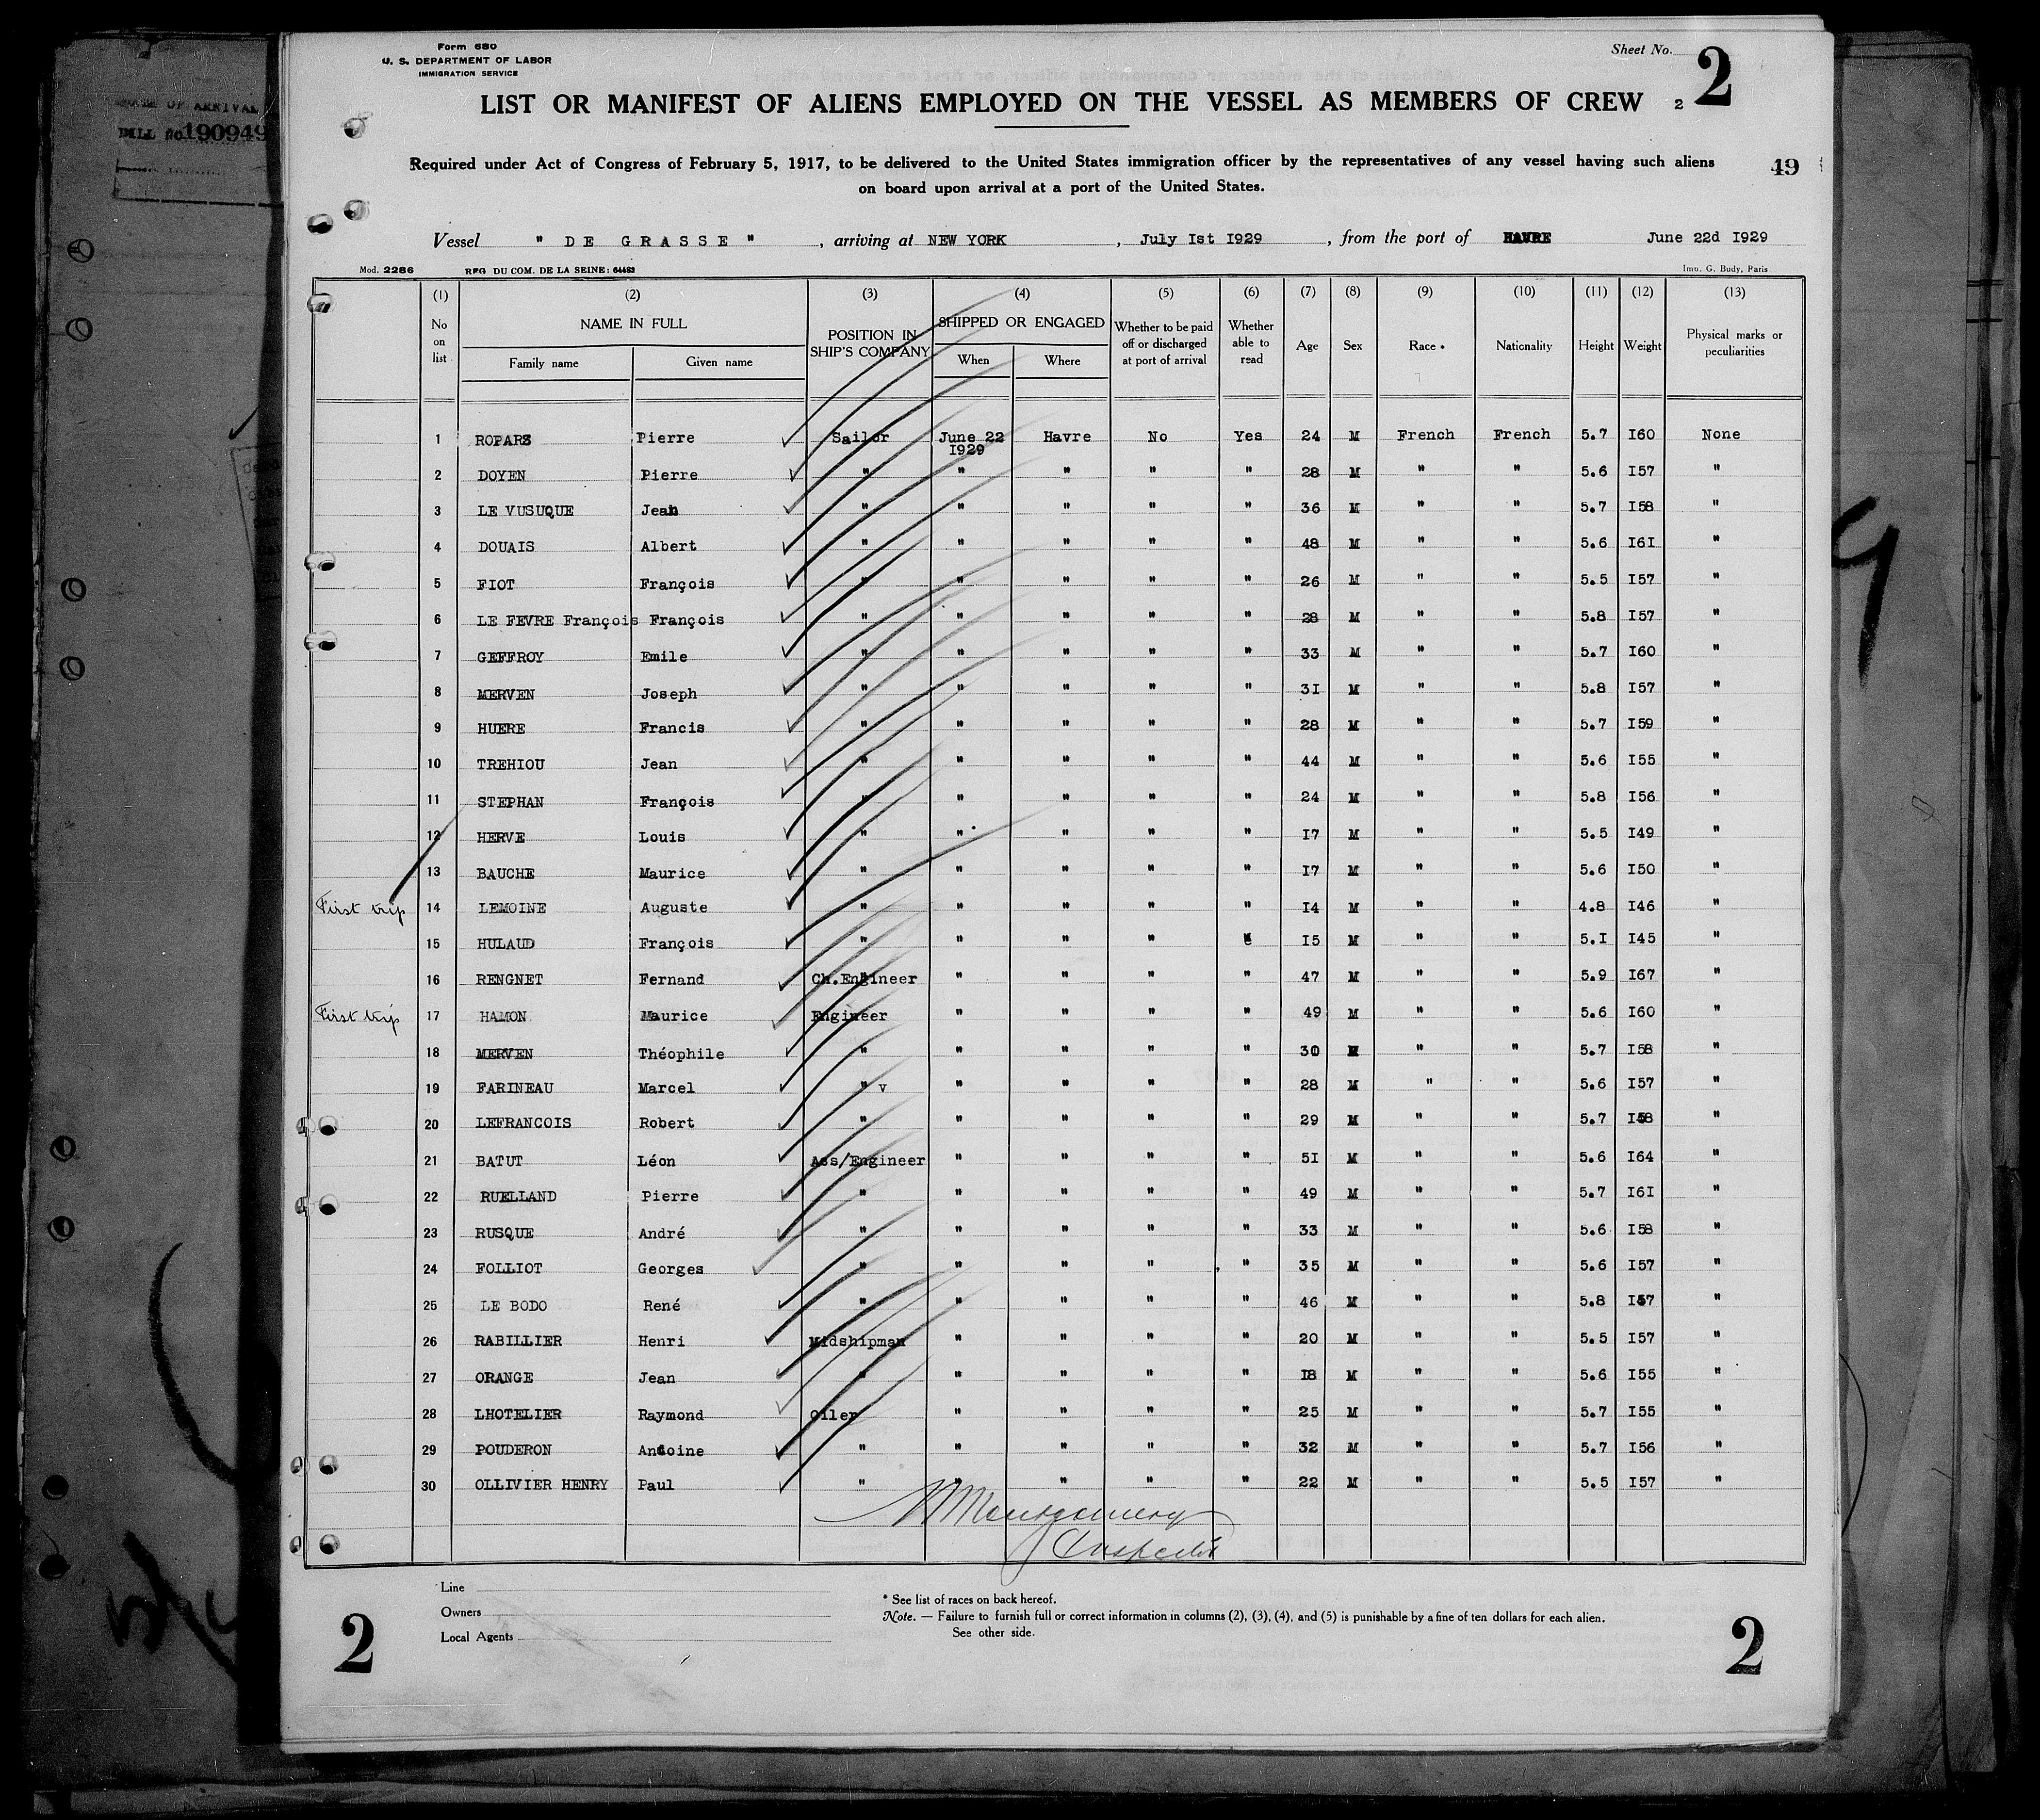 Form 680
U. S. DEPARTMENT OF LABOR
IMMIGRATION SERVICE
Sheet No. 2
LIST OR MANIFEST OF ALIENS EMPLOYED ON THE VESSEL AS MEMBERS OF CREW 2
Required under Act of Congress of February 5, 1917, to be delivered to the United States immigration officer by the representatives of any vessel having such aliens
on board upon arrival at a port of the United States.
49
BILL No 190949
Vessel " DE GRASSE " , arriving at NEW YORK , July 1st 1929 , from the port of HAVRE June 22d 1929
Mod. 2286 REG DU COM. DE LA SEINE: 64483 Imp. G. Budy, Paris
(1) (2) (3) (4) (5) (6) (7) (8) (9) (10) (11) (12) (13)
No on list NAME IN FULL Family name Given name POSITION IN SHIP'S COMPANY SHIPPED OR ENGAGED When Where Whether to be paid off or discharged at port of arrival Whether able to read Age Sex Race * Nationality Height Weight Physical marks or peculiarities
1 ROPARS Pierre Sailor June 22 1929 Havre No Yes 24 M French French 5.7 I60 None
2 DOYEN Pierre " " " " " 28 M " " 5.6 I57 "
3 LE VUSUQUE Jean " " " " " 36 M " " 5.7 I58 "
4 DOUAIS Albert " " " " " 48 M " " 5.6 I6I "
5 FIOT François " " " " " 26 M " " 5.5 I57 "
6 LE FEVRE François François " " " " " 28 M " " 5.8 I57 "
7 GEFFROY Emile " " " " " 33 M " " 5.7 I60 "
8 MERVEN Joseph " " " " " 3I M " " 5.8 I57 "
9 HUERE Francis " " " " " 28 M " " 5.7 I59 "
10 TREHIOU Jean " " " " " 44 M " " 5.6 I55 "
11 STEPHAN François " " " " " 24 M " " 5.8 I56 "
12 HERVE Louis " " " " " I7 M " " 5.5 I49 "
13 BAUCHE Maurice " " " " " I7 M " " 5.6 I50 "
First trip 14 LEMOINE Auguste " " " " " I4 M " " 4.8 I46 "
15 HULAUD François " " " " " I5 M " " 5.I I45 "
16 RENGNET Fernand Ch.Engineer " " " " 47 M " " 5.9 I67 "
First trip 17 HAMON Maurice Engineer " " " " 49 M " " 5.6 I60 "
18 MERVEN Théophile " " " " " 30 M " " 5.7 I58 "
19 FARINEAU Marcel " v " " " " 28 M " " 5.6 I57 "
20 LEFRANCOIS Robert " " " " " 29 M " " 5.7 I58 "
21 BATUT Léon Ass/Engineer " " " " 5I M " " 5.6 I64 "
22 RUELLAND Pierre " " " " " 49 M " " 5.7 I6I "
23 RUSQUE André " " " " " 33 M " " 5.6 I58 "
24 FOLLIOT Georges " " " " " 35 M " " 5.6 I57 "
25 LE BODO René " " " " " 46 M " " 5.8 I57 "
26 RABILLIER Henri Midshipman " " " " 20 M " " 5.5 I57 "
27 ORANGE Jean " " " " " I8 M " " 5.6 I55 "
28 LHOTELIER Raymond Oiler " " " " 25 M " " 5.7 I55 "
29 POUDERON Antoine " " " " " 32 M " " 5.7 I56 "
30 OLLIVIER HENRY Paul " " " " " 22 M " " 5.5 I57 "
Montgomery
Inspector
Line
Owners
Local Agents
* See list of races on back hereof.
Note. — Failure to furnish full or correct information in columns (2), (3), (4), and (5) is punishable by a fine of ten dollars for each alien.
See other side.
2 2